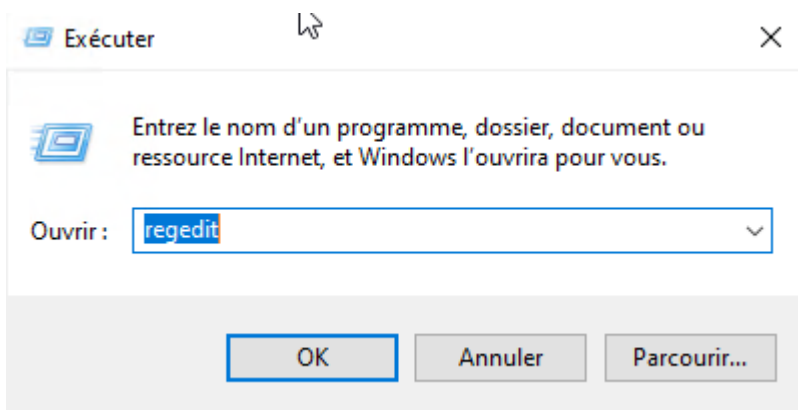 Exécuter
Entrez le nom d'un programme, dossier, document ou
ressource Internet, et Windows l'ouvrira pour vous.
Ouvrir : regedit
OK Annuler Parcourir...